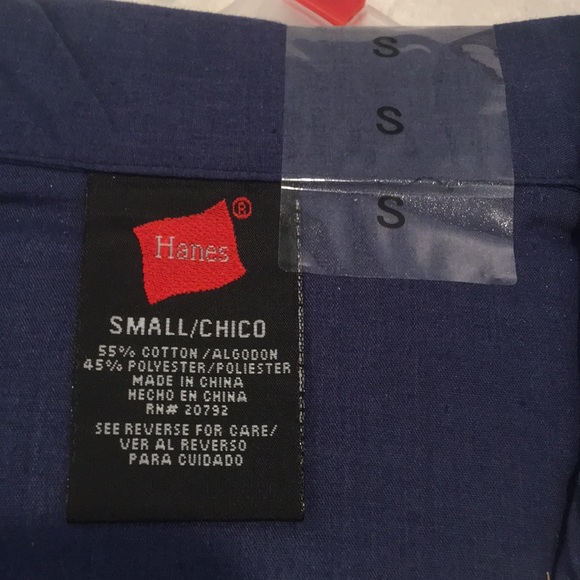 S
S
S
Hanes®
SMALL/CHICO
55% COTTON/ALGODON
45% POLYESTER/POLIESTER
MADE IN CHINA
HECHO EN CHINA
RN# 20792
SEE REVERSE FOR CARE/
VER AL REVERSO
PARA CUIDADO